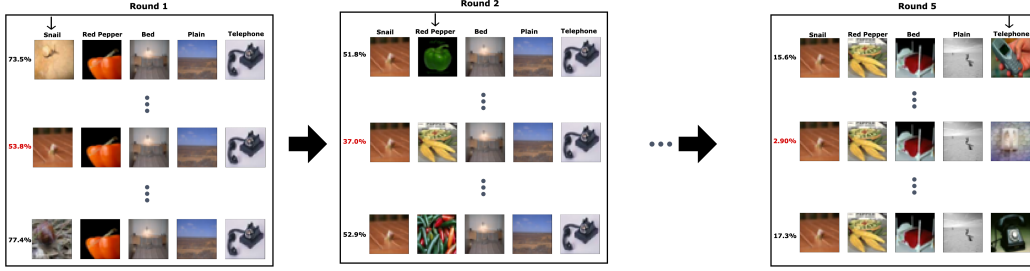 Round 1
Snail Red Pepper Bed Plain Telephone
73.5%
53.8%
77.4%
Round 2
Snail Red Pepper Bed Plain Telephone
51.8%
37.0%
52.9%
Round 5
Snail Red Pepper Bed Plain Telephone
15.6%
2.90%
17.3%